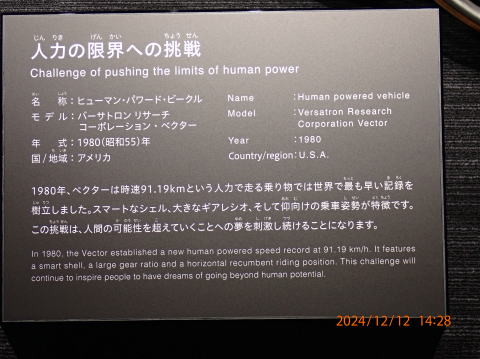 人力の限界への挑戦
Challenge of pushing the limits of human power
名　称：ヒューマン・パワード・ビークル
モデル：バーサトロン リサーチ
コーポレーション・ベクター
年　式：1980（昭和55）年
国/地域：アメリカ
Name :Human powered vehicle
Model :Versatron Research
Corporation Vector
Year :1980
Country/region:U.S.A.
1980年、ベクターは時速91.19kmという人力で走る乗り物では世界で最も早い記録を
樹立しました。スマートなシェル、大きなギアレシオ、そして仰向けの乗車姿勢が特徴です。
この挑戦は、人間の可能性を超えていくことへの夢を刺激し続けることになります。
In 1980, the Vector established a new human powered speed record at 91.19 km/h. It features
a smart shell, a large gear ratio and a horizontal recumbent riding position. This challenge will
continue to inspire people to have dreams of going beyond human potential.
2024/12/12 14:28